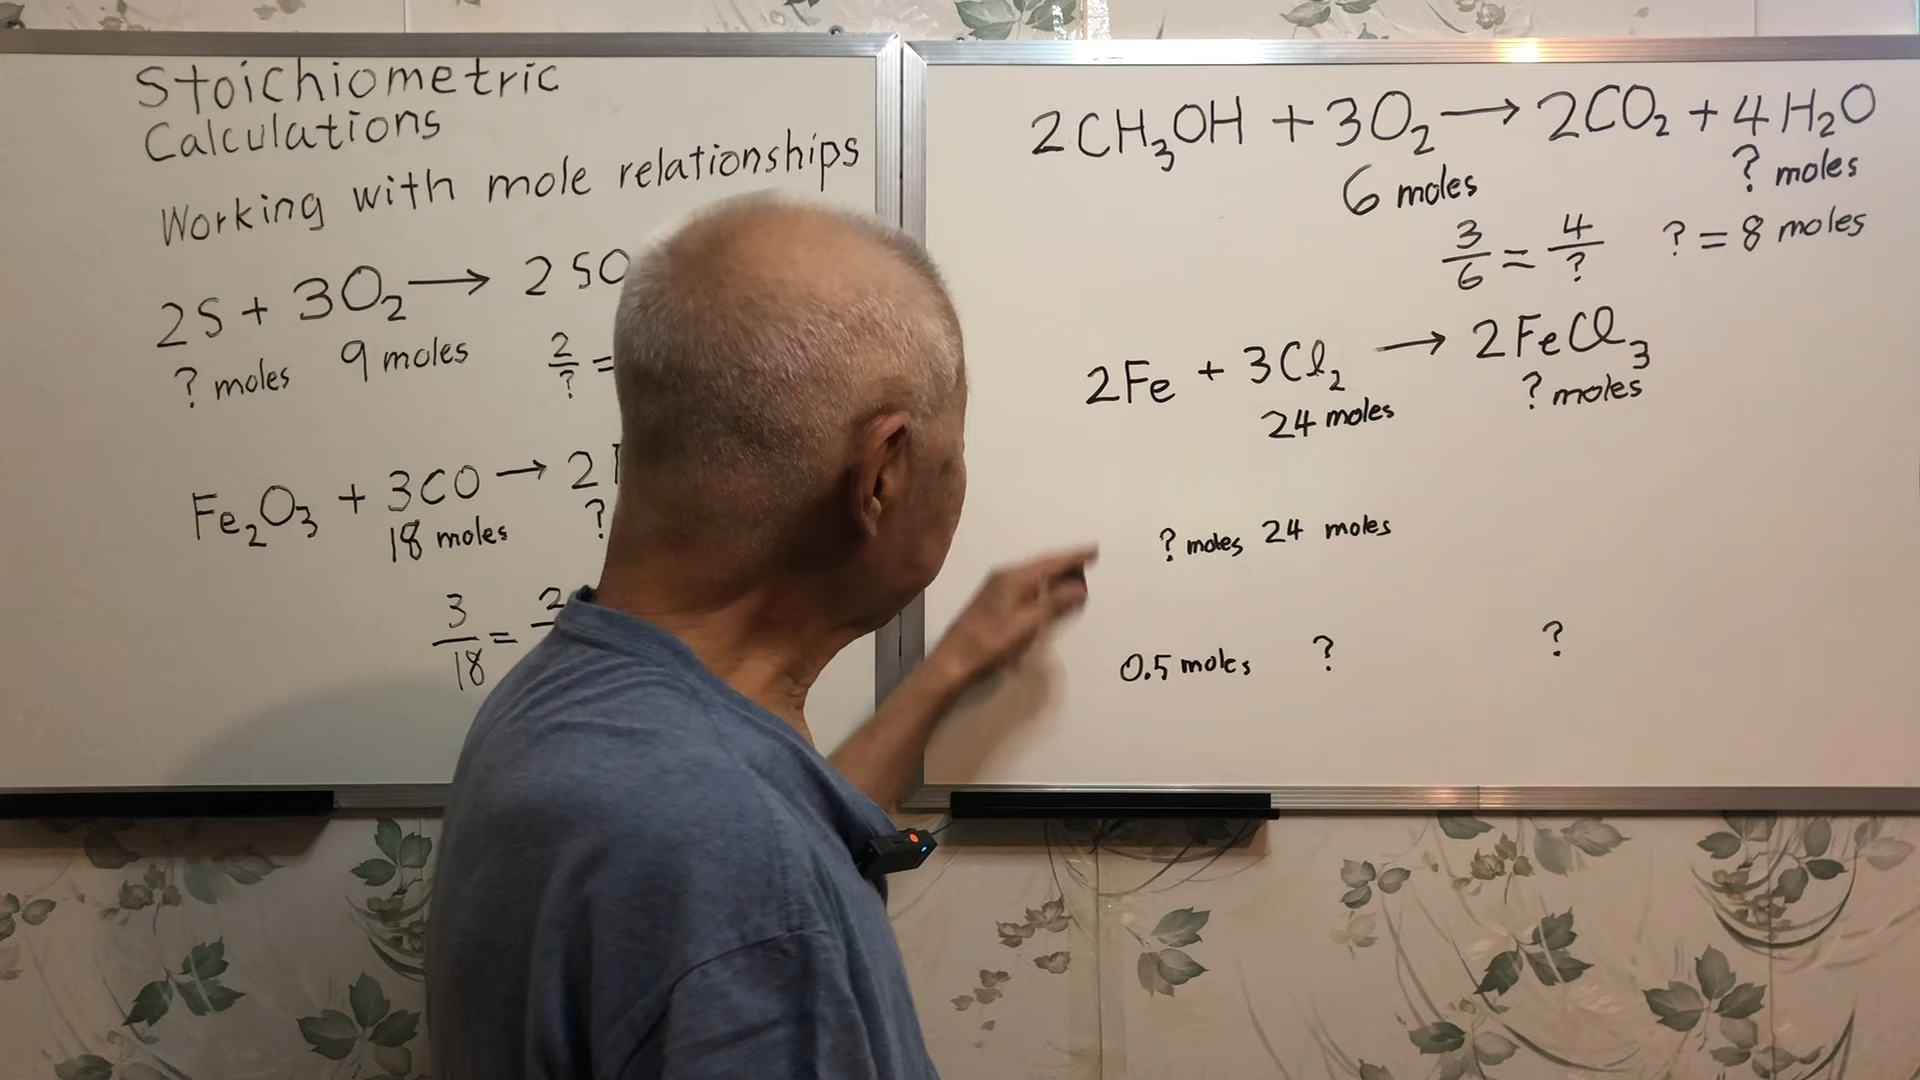 Stoichiometric
Calculations
Working with mole relationships
2S + 3O₂ → 2SO
? moles 9 moles 2/? =
Fe₂O₃ + 3CO → 2
18 moles ?
3/18 = 2
2CH₃OH + 3O₂ → 2CO₂ + 4H₂O
6 moles ? moles
3/6 = 4/? ? = 8 moles
2Fe + 3Cl₂ → 2FeCl₃
24 moles ? moles
? moles 24 moles
0.5 moles ? ?